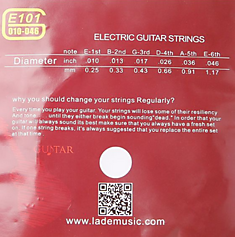 E101
010-D46
ELECTRIC GUITAR STRINGS
note E-1st B-2nd G-3rd D-4th A-5th E-6th
Diameter inch .010 .013 .017 .026 .036 .046
mm 0.25 0.33 0.43 0.66 0.91 1.17
why you should change your strings Regularly?
Every time you play your guitar. Your strings will lose some of their resiliency
And tone until they either break begin sounding "dead." In order that your
guitar will always sound its best make sure that you always have a fresh set
on. If one string breaks. It's always suggested that you replace the entire set
at that time.
www.lademusic.com